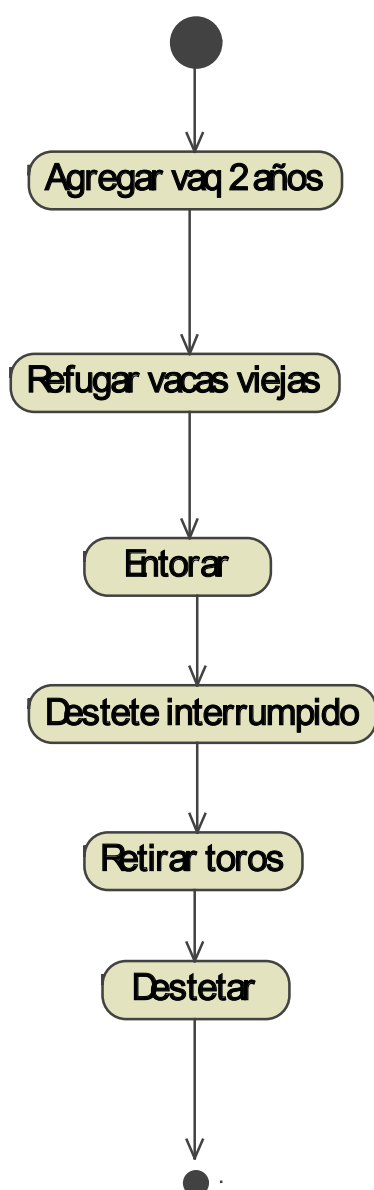 Agregar vaq 2 años
Refugar vacas viejas
Entorar
Destete interrumpido
Retirar toros
Destetar